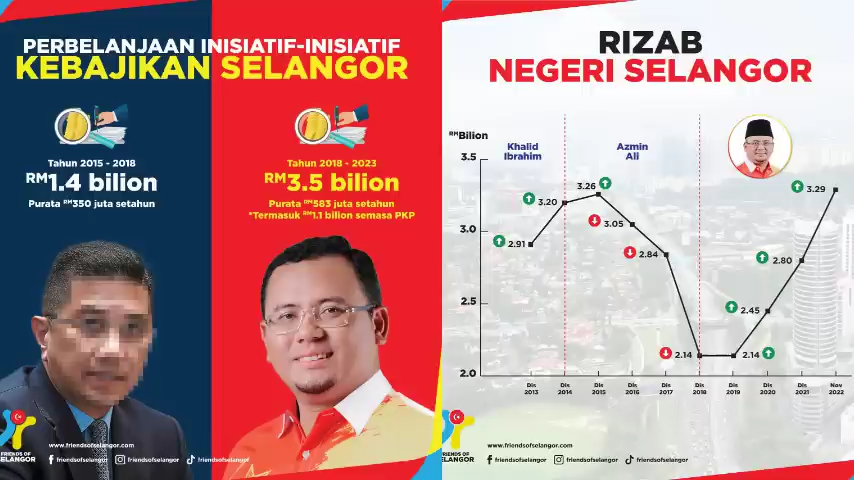 PERBELANJAAN INISIATIF-INISIATIF
KEBAJIKAN SELANGOR
Tahun 2015 - 2018
RM1.4 bilion
Purata RM350 juta setahun
Tahun 2018 - 2023
RM3.5 bilion
Purata RM583 juta setahun
*Termasuk RM1.1 bilion semasa PKP
FRIENDS OF
SELANGOR
www.friendsofselangor.com
friendsofselangor
friendsofselangor
friendsofselangor
RIZAB
NEGERI SELANGOR
RMBilion
Khalid
Ibrahim
Azmin
Ali
3.5
3.0
2.5
2.0
2.91
3.20
3.26
3.05
2.84
2.14
2.14
2.45
2.80
3.29
Dis
2013
Dis
2014
Dis
2015
Dis
2016
Dis
2017
Dis
2018
Dis
2019
Dis
2020
Dis
2021
Nov
2022
FRIENDS OF
SELANGOR
www.friendsofselangor.com
friendsofselangor
friendsofselangor
friendsofselangor